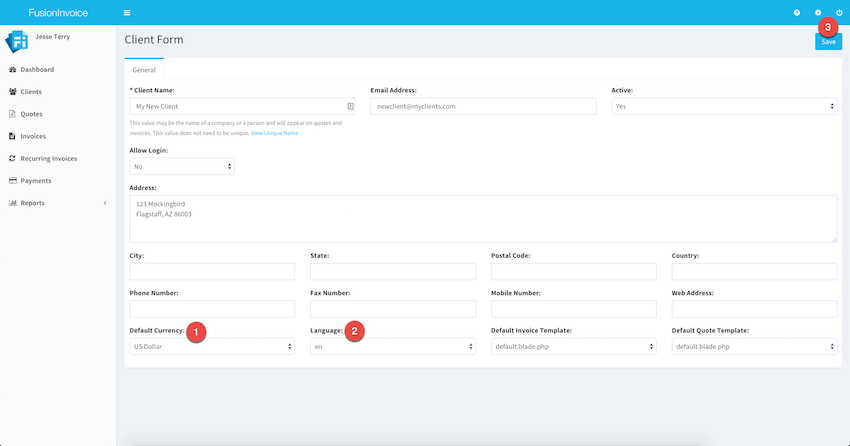 FusionInvoice
Jesse Terry
Client Form
3
Save
Dashboard
Clients
Quotes
Invoices
Recurring Invoices
Payments
Reports
General
* Client Name:
Email Address:
Active:
My New Client
newclient@myclients.com
Yes
This value may be the name of a company or a person and will appear on quotes and
invoices. This value does not need to be unique. View Unique Name
Allow Login:
No
Address:
123 Mockingbird
Flagstaff, AZ 86003
City:
State:
Postal Code:
Country:
Phone Number:
Fax Number:
Mobile Number:
Web Address:
Default Currency:
1
Language:
2
Default Invoice Template:
Default Quote Template:
US Dollar
en
default.blade.php
default.blade.php